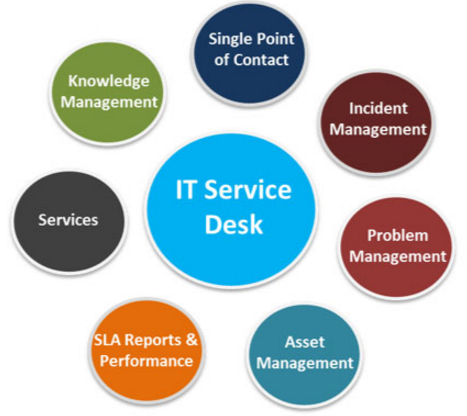 Single Point
of Contact
Knowledge
Management
Incident
Management
IT Service
Desk
Services
Problem
Management
SLA Reports &
Performance
Asset
Management